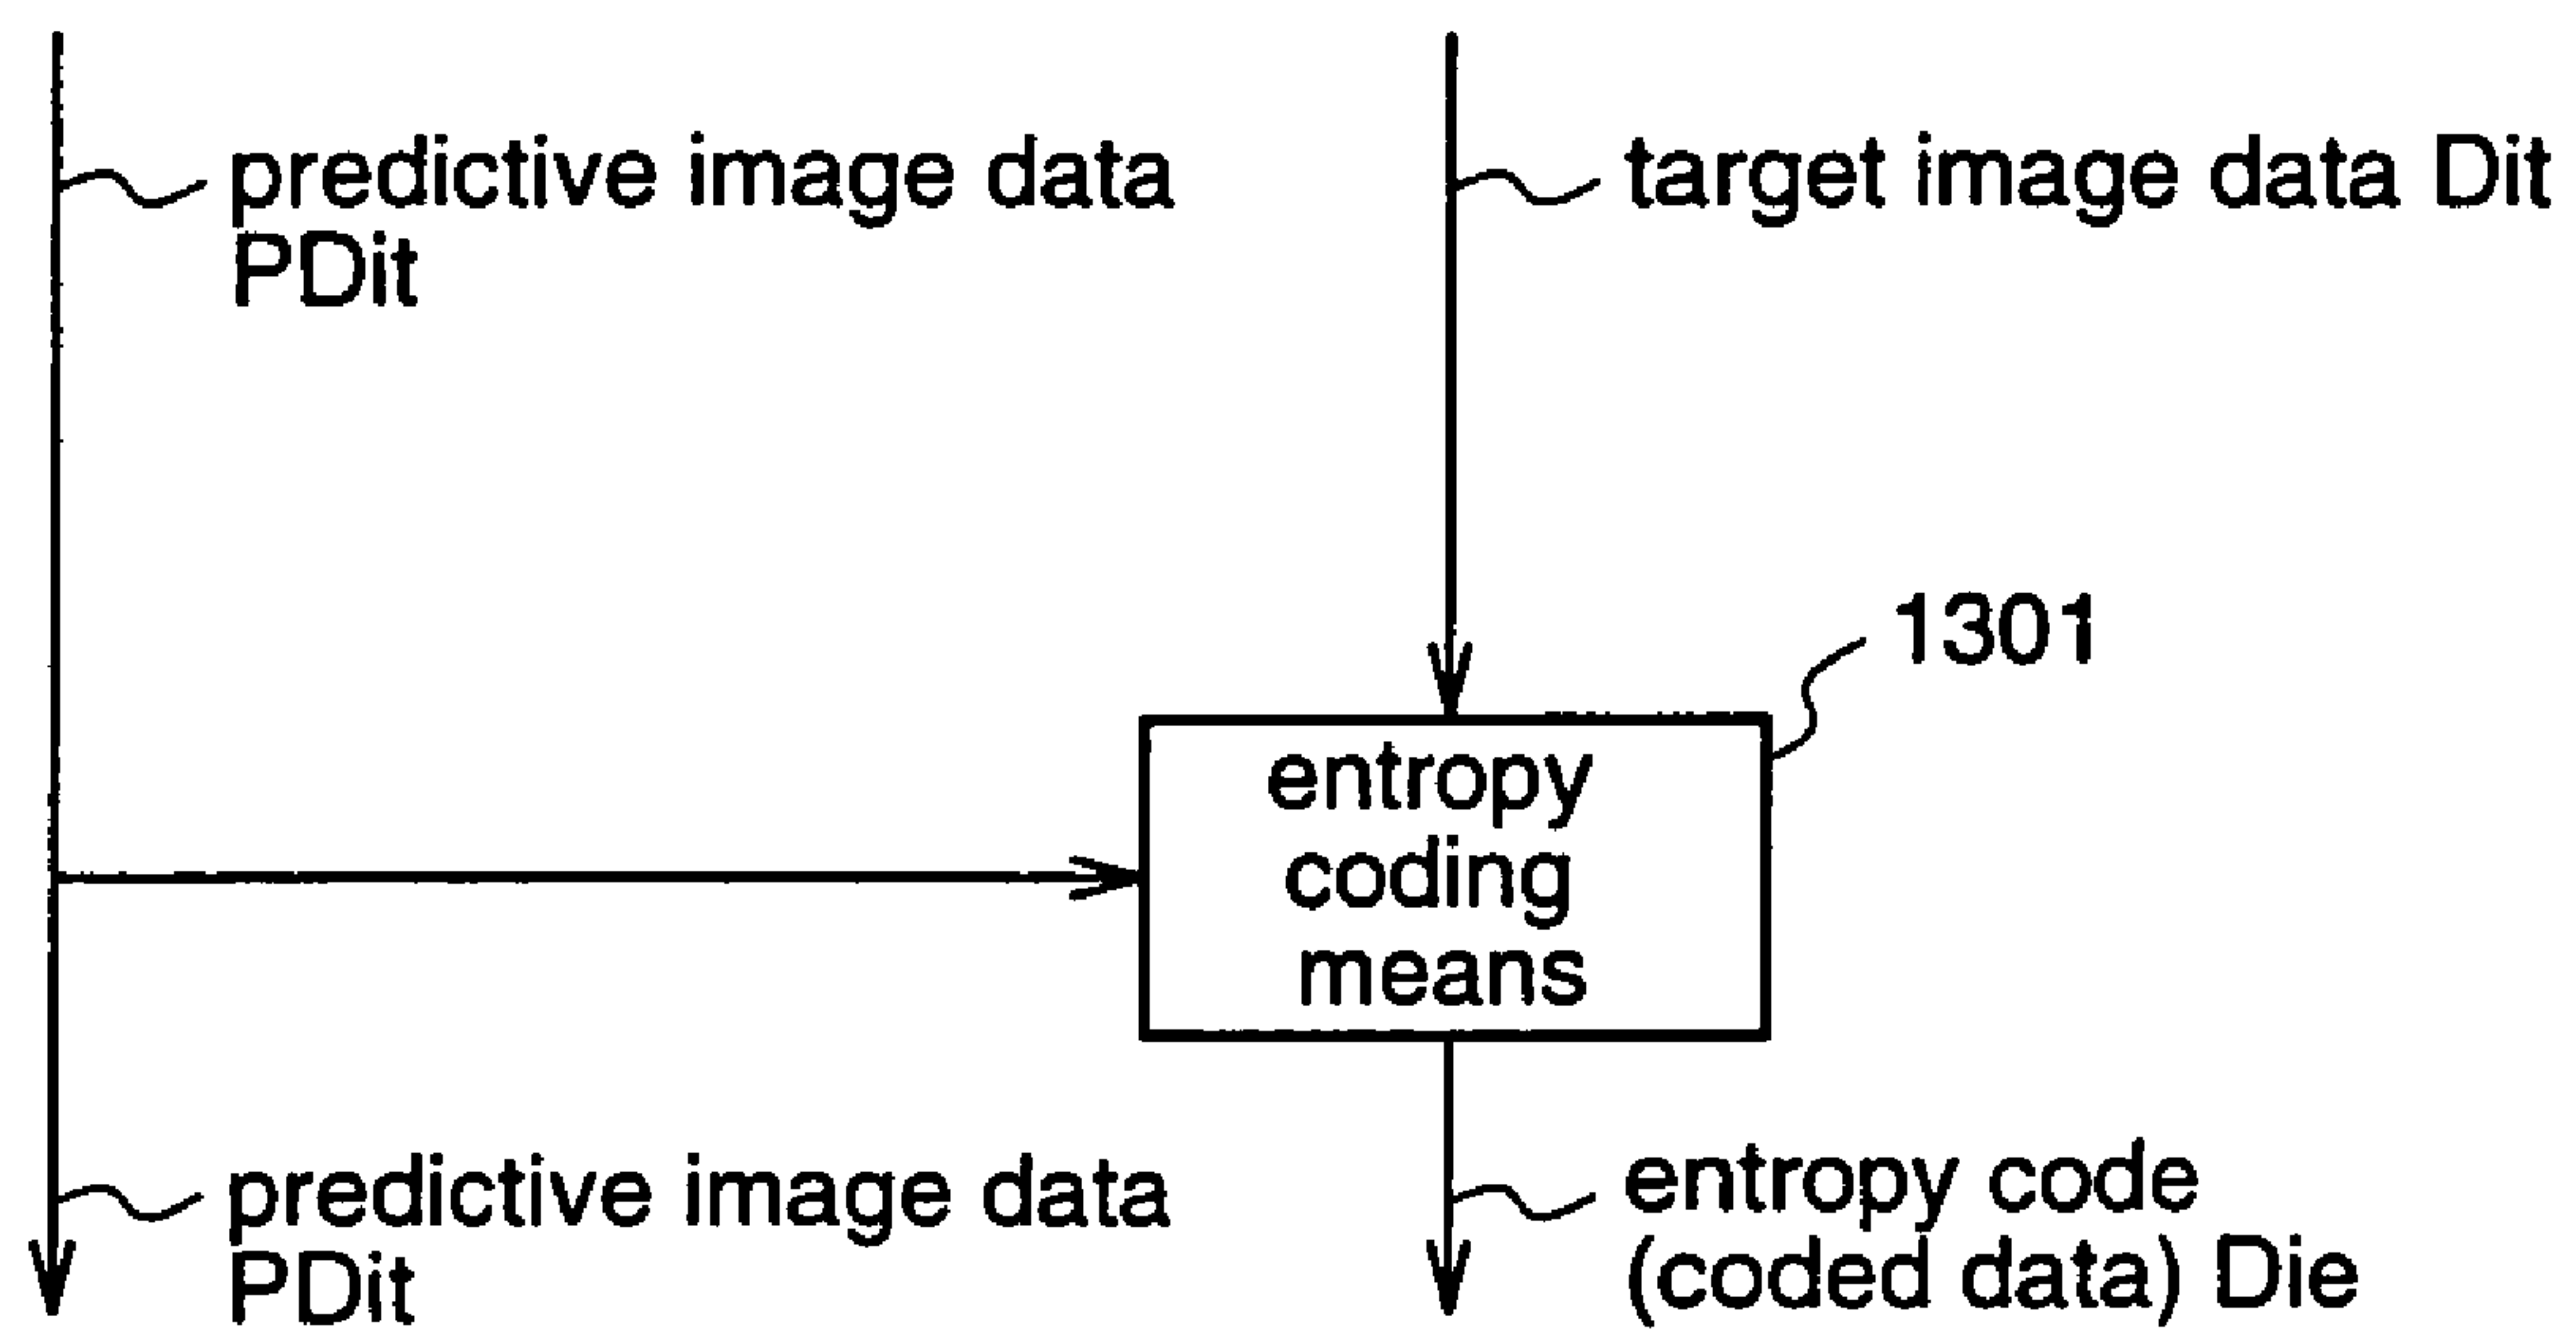 predictive image data
PDit
target image data Dit
1301
entropy
coding
means
predictive image data
PDit
entropy code
(coded data) Die